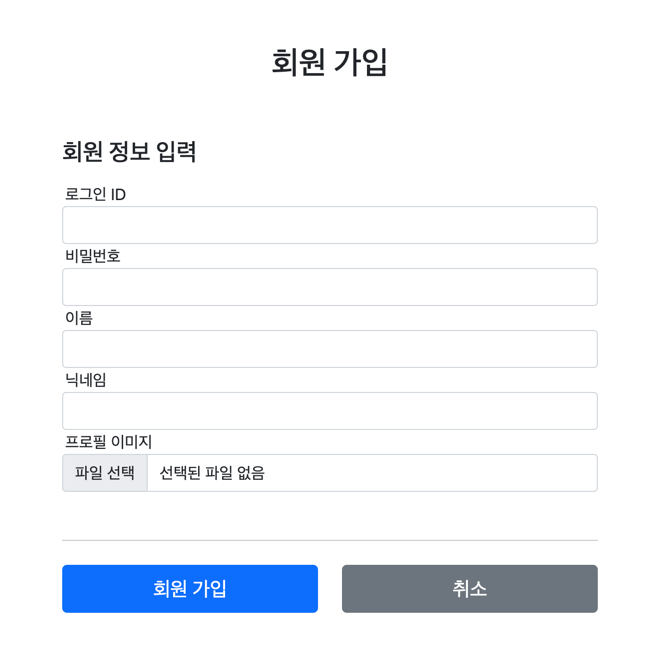 회원 가입
회원 정보 입력
로그인 ID
비밀번호
이름
닉네임
프로필 이미지
파일 선택 선택된 파일 없음
회원 가입 취소